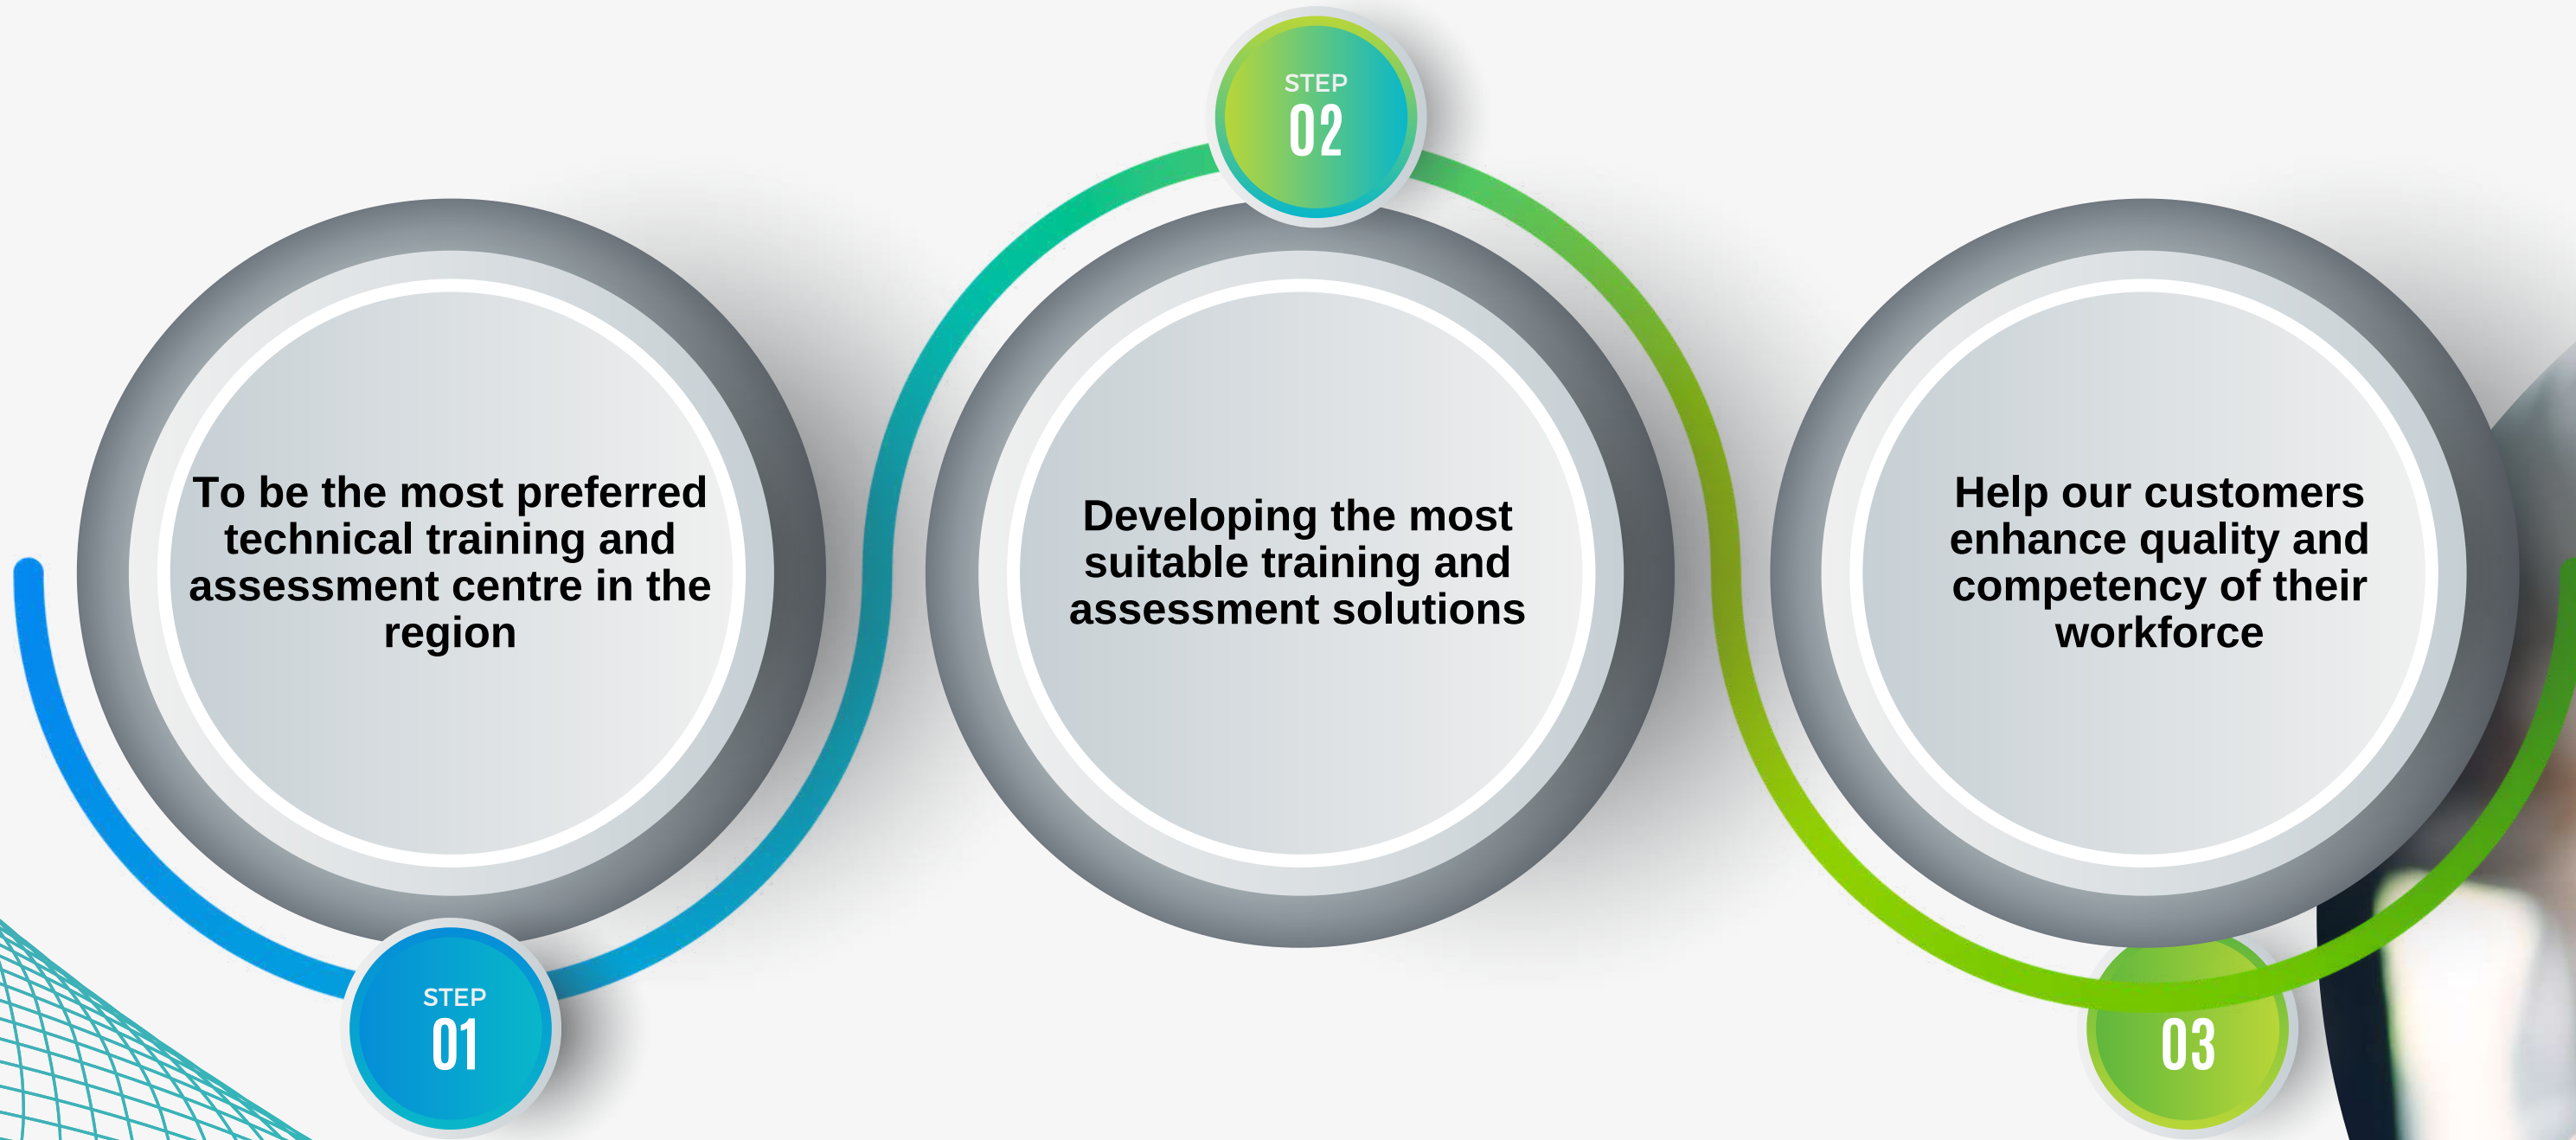 STEP
02
To be the most preferred
technical training and
assessment centre in the
region
Developing the most
suitable training and
assessment solutions
Help our customers
enhance quality and
competency of their
workforce
STEP
01
03